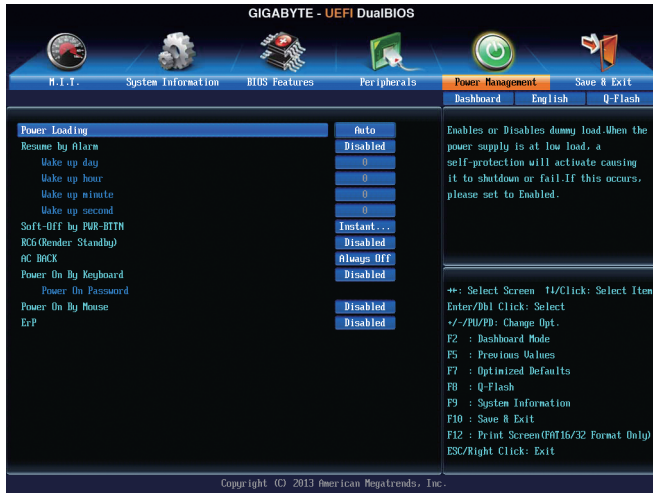 GIGABYTE - UEFI DualBIOS
M.I.T. System Information BIOS Features Peripherals Power Management Save & Exit
Dashboard English Q-Flash
Power Loading Auto
Resume by Alarm Disabled
Wake up day 0
Wake up hour 0
Wake up minute 0
Wake up second 0
Soft-Off by PWR-BTTN Instant...
RC6(Render Standby) Disabled
AC BACK Always Off
Power On By Keyboard Disabled
Power On Password
Power On By Mouse Disabled
ErP Disabled
Enables or Disables dummy load.When the
power supply is at low load, a
self-protection will activate causing
it to shutdown or fail.If this occurs,
please set to Enabled.
→←: Select Screen ↑↓/Click: Select Item
Enter/Dbl Click: Select
+/-/PU/PD: Change Opt.
F2 : Dashboard Mode
F5 : Previous Values
F7 : Optimized Defaults
F8 : Q-Flash
F9 : System Information
F10 : Save & Exit
F12 : Print Screen(FAT16/32 Format Only)
ESC/Right Click: Exit
Copyright (C) 2013 American Megatrends, Inc.